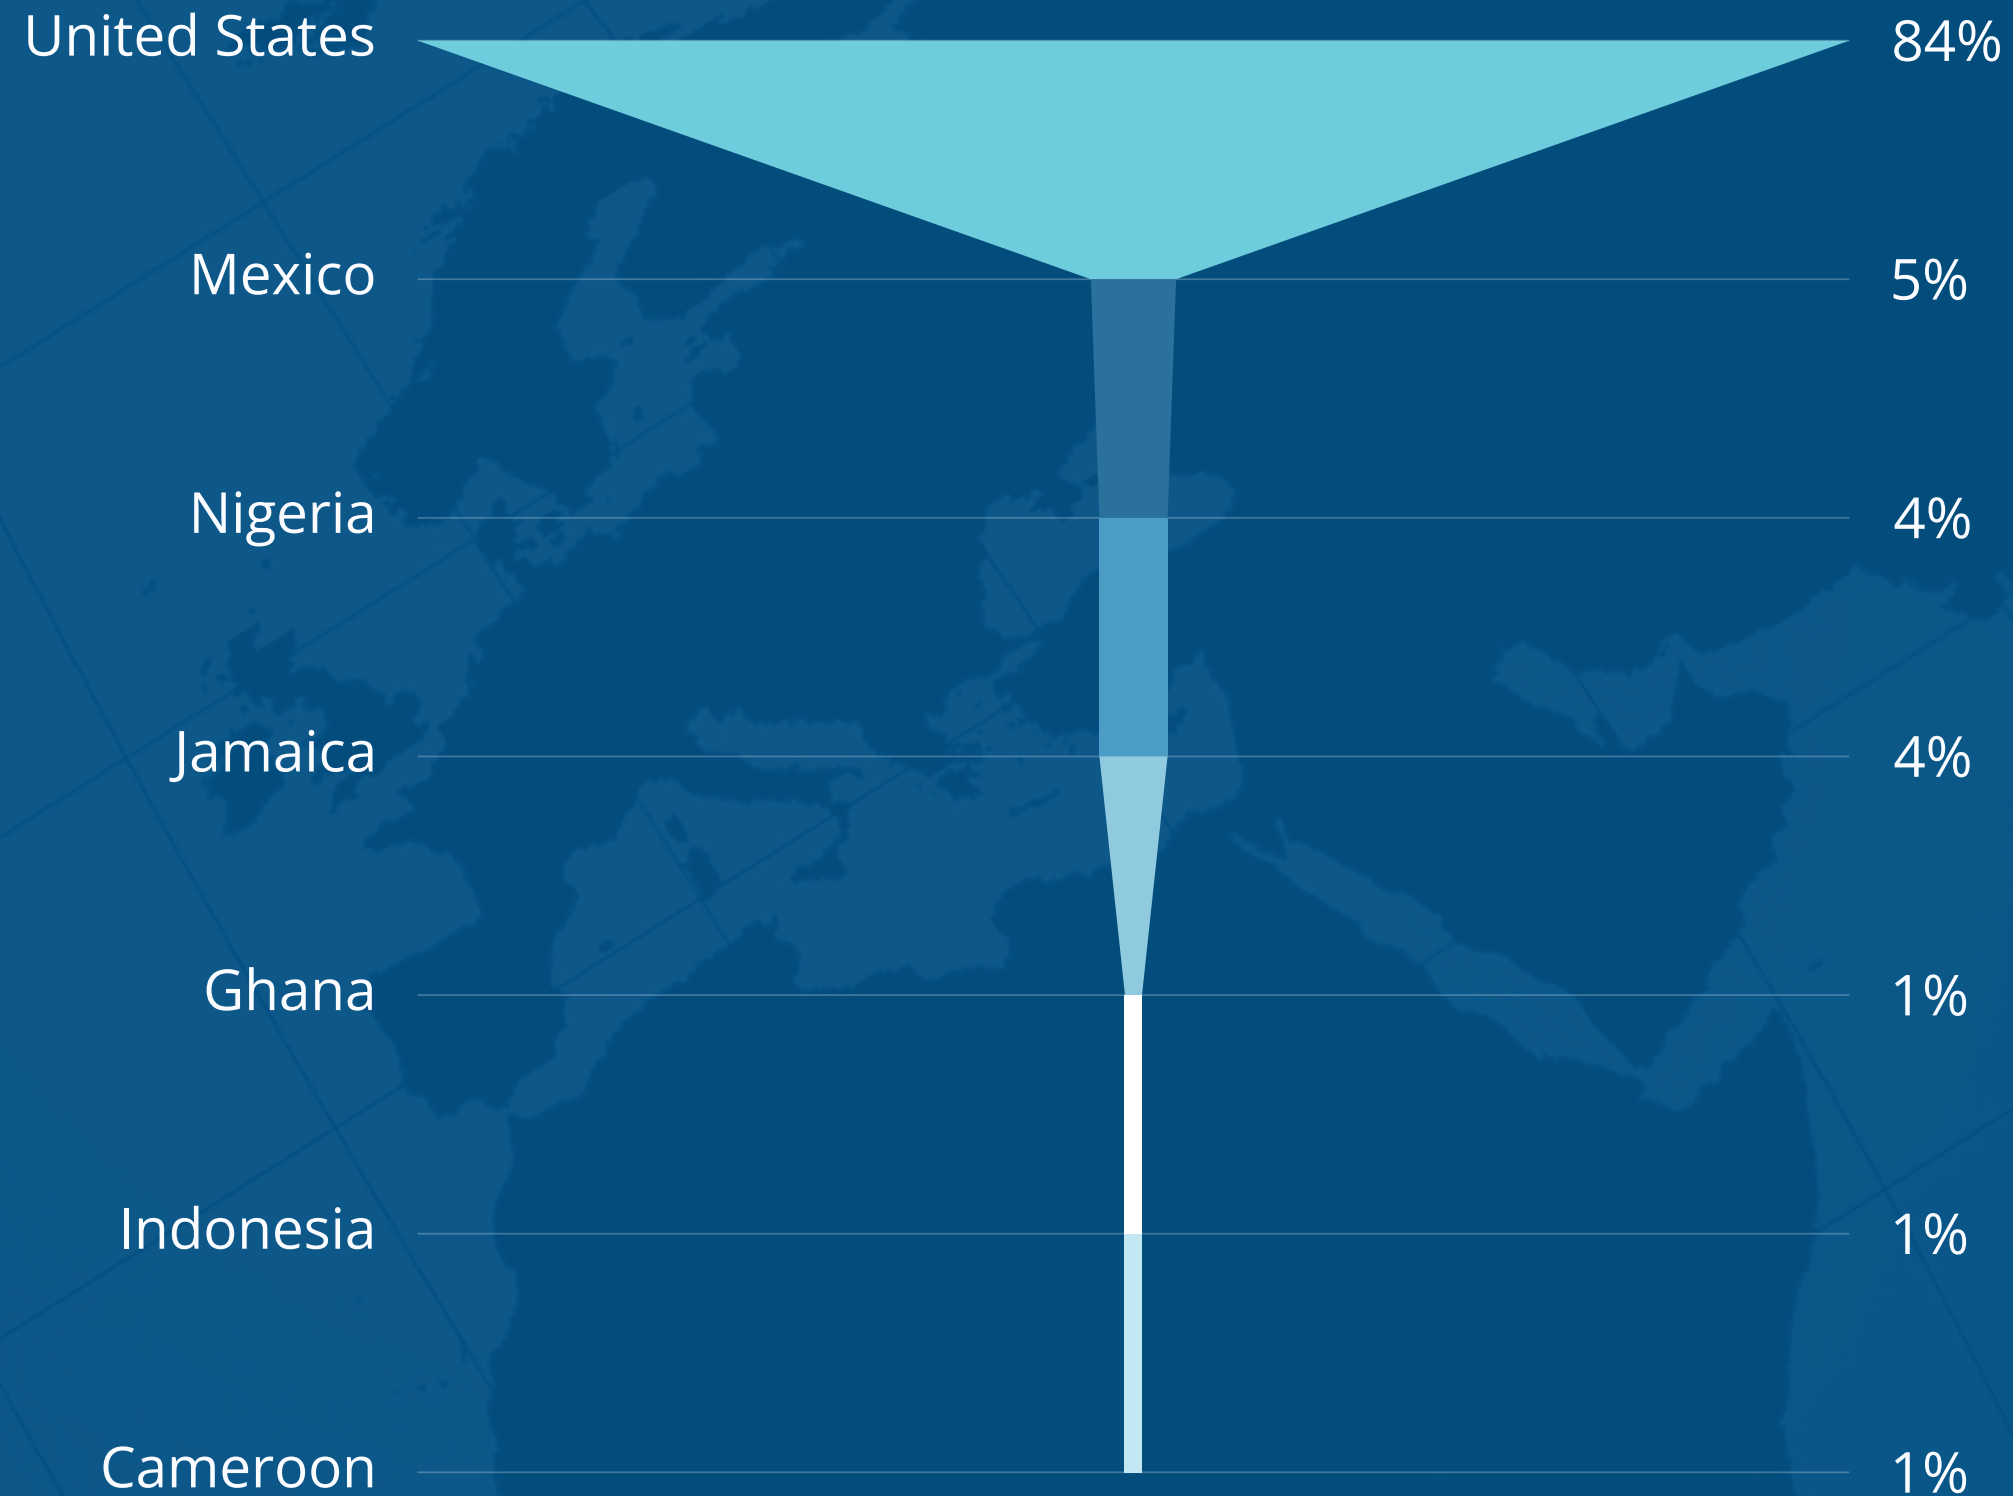 United States 84%
Mexico 5%
Nigeria 4%
Jamaica 4%
Ghana 1%
Indonesia 1%
Cameroon 1%